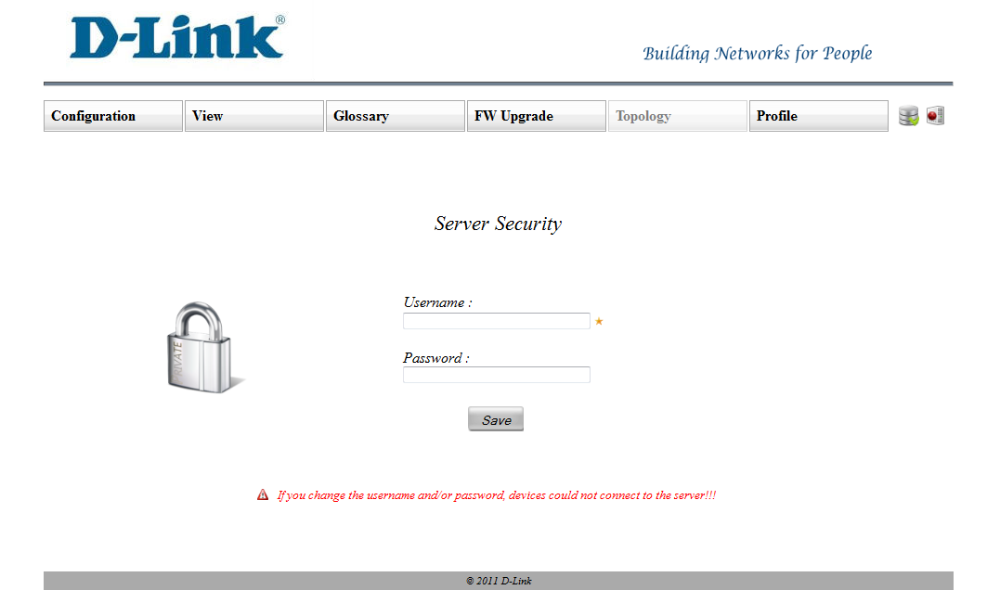 D-Link®
Building Networks for People
Configuration View Glossary FW Upgrade Topology Profile
Server Security
Username :
PRIVATE
Password :
Save
If you change the username and/or password, devices could not connect to the server!!!
© 2011 D-Link